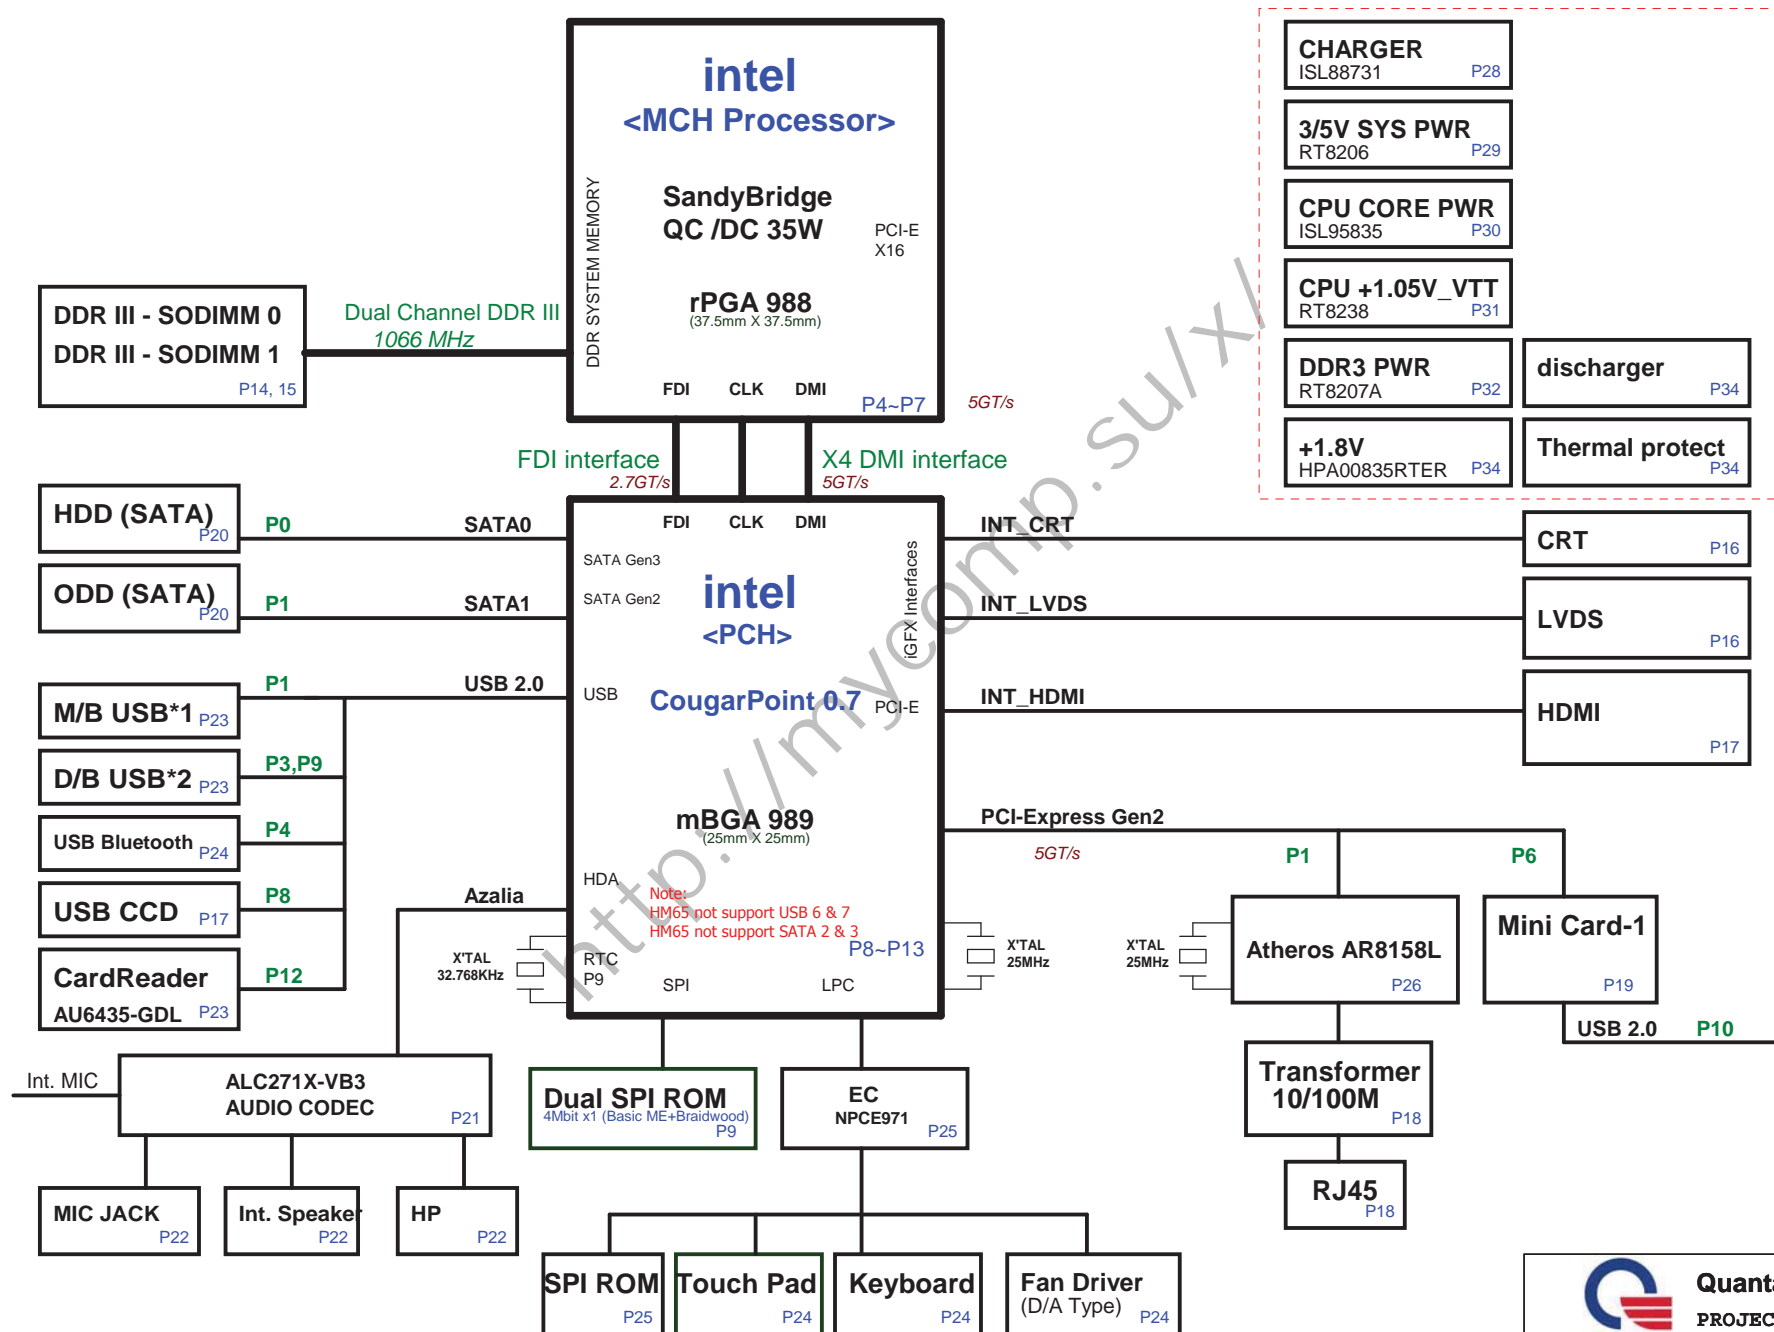 intel
<MCH Processor>
SandyBridge
QC /DC 35W
PCI-E
X16
rPGA 988
(37.5mm X 37.5mm)
DDR SYSTEM MEMORY
FDI CLK DMI
P4~P7
5GT/s
DDR III - SODIMM 0
DDR III - SODIMM 1
P14, 15
Dual Channel DDR III
1066 MHz
FDI interface
2.7GT/s
X4 DMI interface
5GT/s
CHARGER
ISL88731 P28
3/5V SYS PWR
RT8206 P29
CPU CORE PWR
ISL95835 P30
CPU +1.05V_VTT
RT8238 P31
DDR3 PWR
RT8207A P32
discharger
P34
+1.8V
HPA00835RTER P34
Thermal protect
P34
HDD (SATA)
P20
P0 SATA0
ODD (SATA)
P20
P1 SATA1
FDI CLK DMI
SATA Gen3
SATA Gen2
intel
<PCH>
iGFX Interfaces
USB
CougarPoint 0.7
PCI-E
mBGA 989
(25mm X 25mm)
HDA
Note:
HM65 not support USB 6 & 7
HM65 not support SATA 2 & 3
P8~P13
RTC
P9
SPI
LPC
INT_CRT
CRT
P16
INT_LVDS
LVDS
P16
INT_HDMI
HDMI
P17
P1 USB 2.0
M/B USB*1 P23
P3,P9
D/B USB*2 P23
P4
USB Bluetooth P24
P8
USB CCD P17
P12
CardReader
AU6435-GDL P23
Azalia
X'TAL
32.768KHz
X'TAL
25MHz
X'TAL
25MHz
PCI-Express Gen2
5GT/s
P1
P6
Atheros AR8158L
P26
Mini Card-1
P19
USB 2.0 P10
Transformer
10/100M
P18
RJ45
P18
Int. MIC
ALC271X-VB3
AUDIO CODEC
P21
MIC JACK
P22
Int. Speaker
P22
HP
P22
Dual SPI ROM
4Mbit x1 (Basic ME+Braidwood)
P9
EC
NPCE971
P25
SPI ROM
P25
Touch Pad
P24
Keyboard
P24
Fan Driver
(D/A Type) P24
http://mycomp.su/x/
Quanta
PROJEC